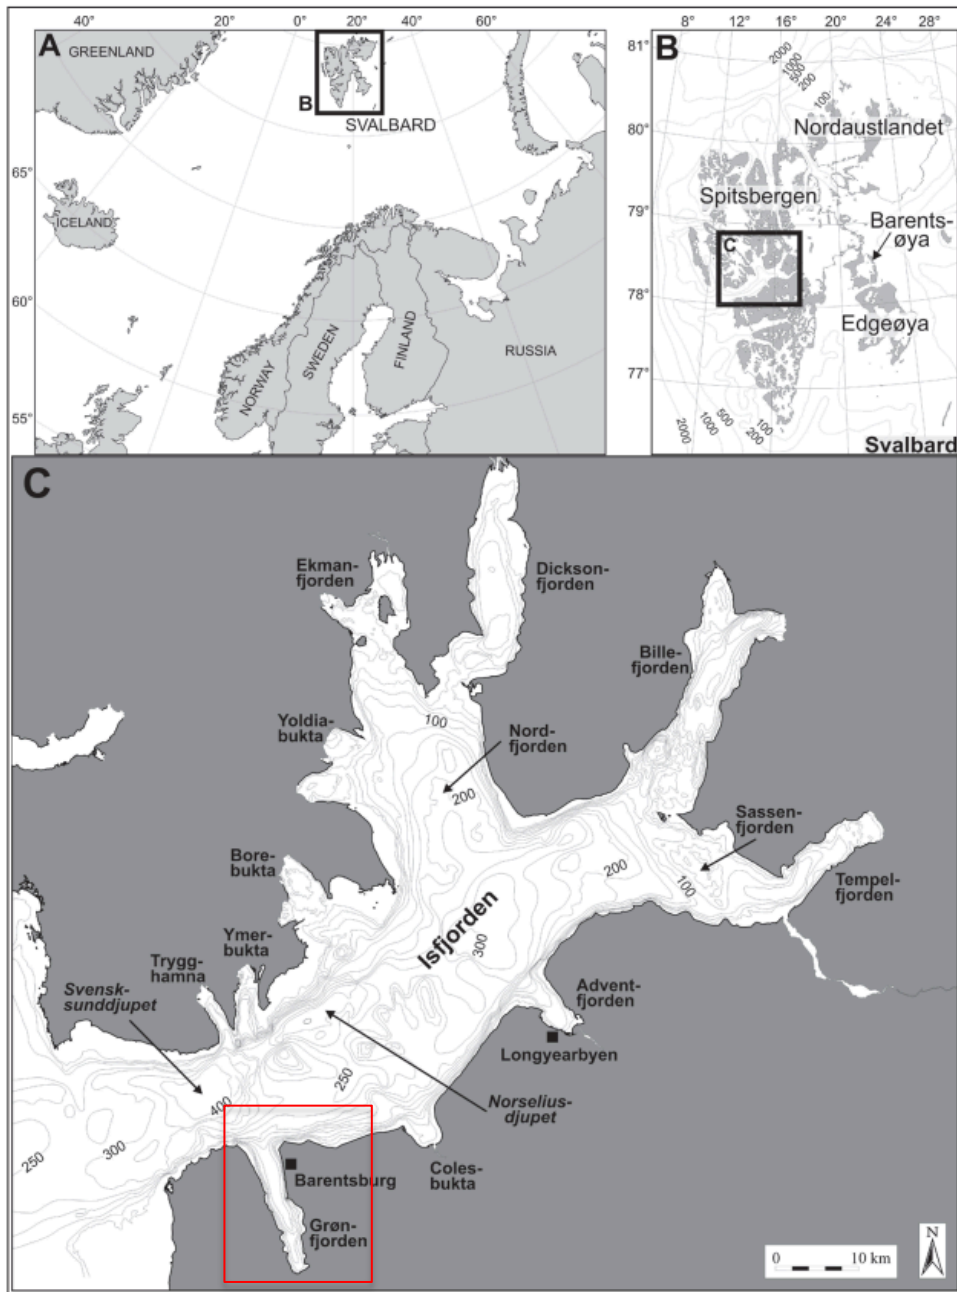 40°
20°
0°
20°
40°
60°
A
GREENLAND
B
SVALBARD
65°
ICELAND
60°
55°
NORWAY
SWEDEN
FINLAND
RUSSIA
8°
12°
16°
20°
24°
28°
81°
B
2000
1000
500
200
100
80°
Nordaustlandet
Spitsbergen
79°
Barents-
øya
C
78°
Edgeøya
77°
2000
1000
500
200
100
Svalbard
C
Ekman-
fjorden
Dickson-
fjorden
Bille-
fjorden
Yoldia-
bukta
100
Nord-
fjorden
200
Sassen-
fjorden
Bore-
bukta
200
100
Tempel-
fjorden
Isfjorden
300
Ymer-
bukta
Trygg-
hamna
Svensk-
sunddjupet
Advent-
fjorden
Longyearbyen
250
400
Norselius-
djupet
300
250
Barentsburg
Coles-
bukta
Grøn-
fjorden
N
0
10 km